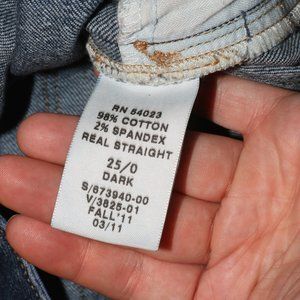 RN 54023
98% COTTON
2% SPANDEX
REAL STRAIGHT
25/0
DARK
S/673940-00
V/3825-01
FALL'11
03/11